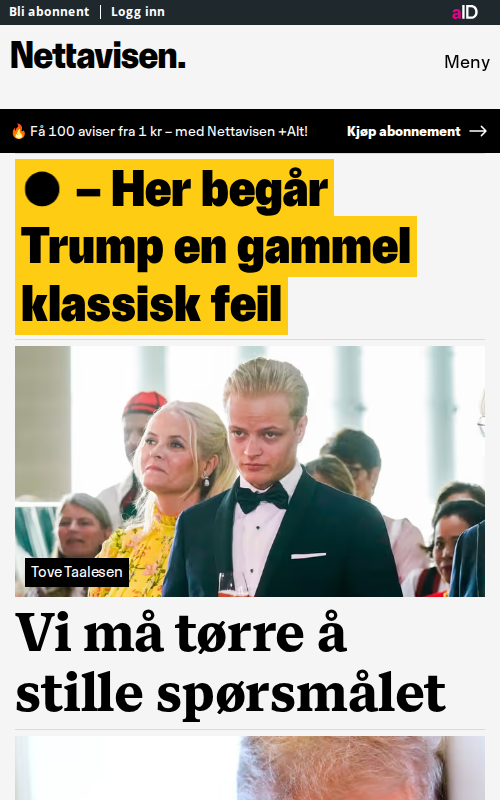 Bli abonnent Logg inn aID
Nettavisen.
Meny
🔥 Få 100 aviser fra 1 kr – med Nettavisen +Alt! Kjøp abonnement →
– Her begår
Trump en gammel
klassisk feil
Tove Taalesen
Vi må tørre å
stille spørsmålet